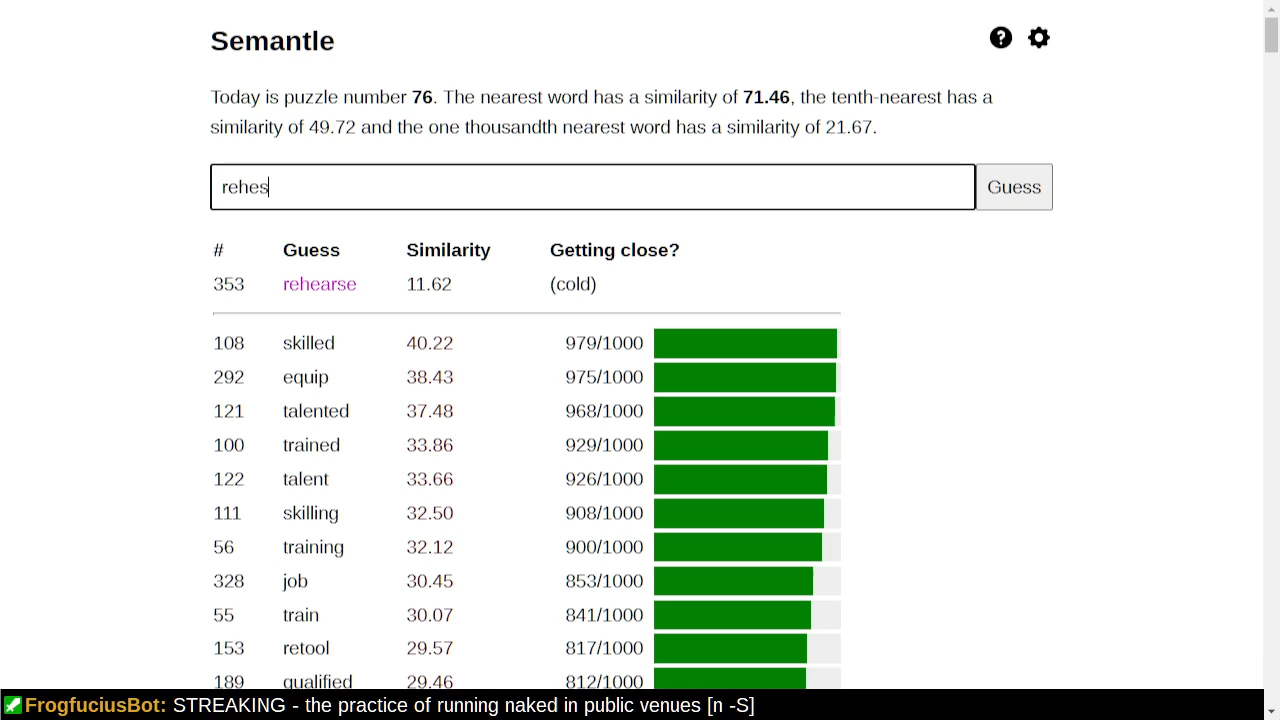 Semantle
Today is puzzle number 76. The nearest word has a similarity of 71.46, the tenth-nearest has a
similarity of 49.72 and the one thousandth nearest word has a similarity of 21.67.
rehes
Guess
# Guess Similarity Getting close?
353 rehearse 11.62 (cold)
108 skilled 40.22 979/1000
292 equip 38.43 975/1000
121 talented 37.48 968/1000
100 trained 33.86 929/1000
122 talent 33.66 926/1000
111 skilling 32.50 908/1000
56 training 32.12 900/1000
328 job 30.45 853/1000
55 train 30.07 841/1000
153 retool 29.57 817/1000
189 qualified 29.46 812/1000
FrogfuciusBot: STREAKING - the practice of running naked in public venues [n -S]